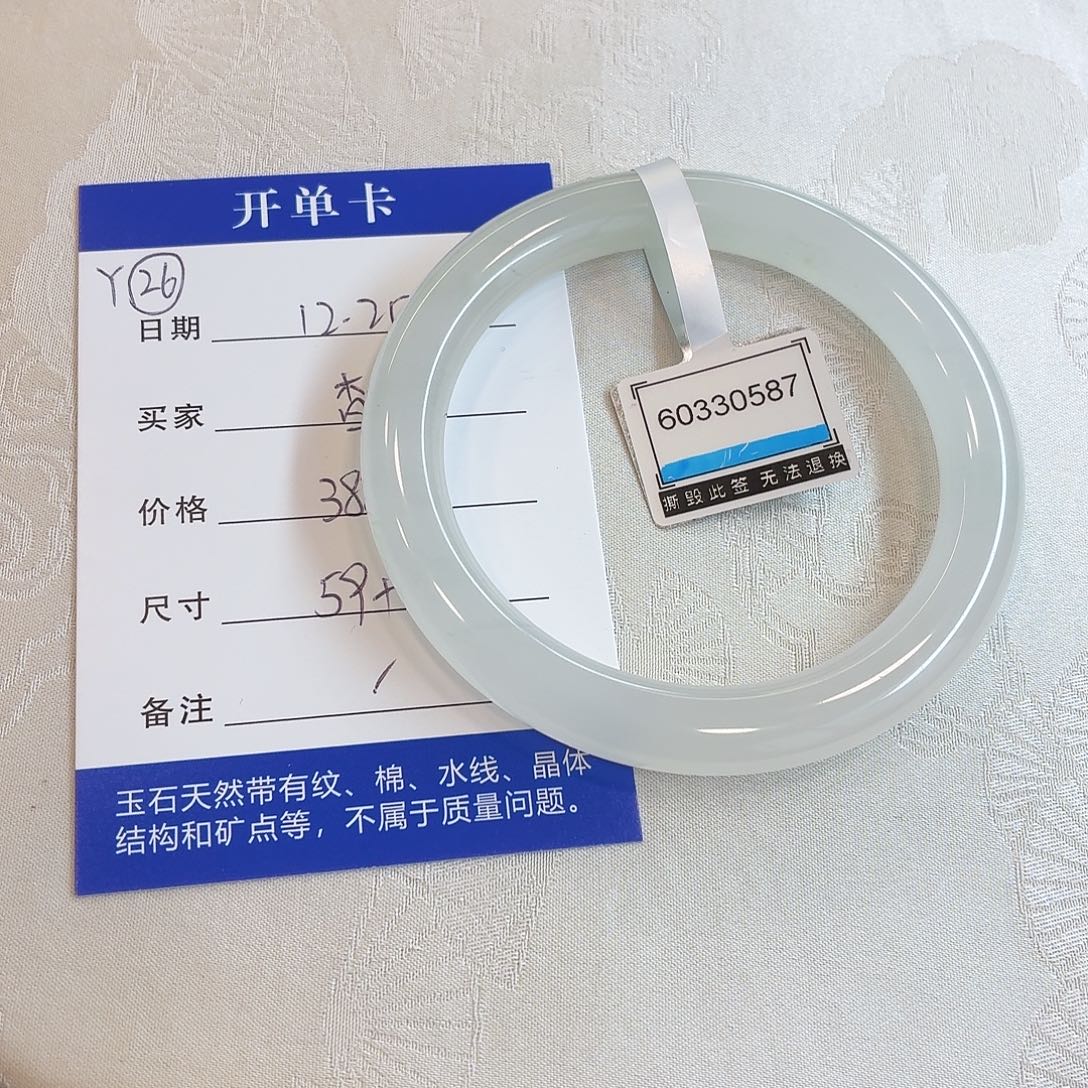 开单卡
Y 26
日期 12.2
买家
价格 38
尺寸 59+
备注 /
玉石天然带有纹、棉、水线、晶体
结构和矿点等，不属于质量问题。
60330587
撕毁此签 无法退换